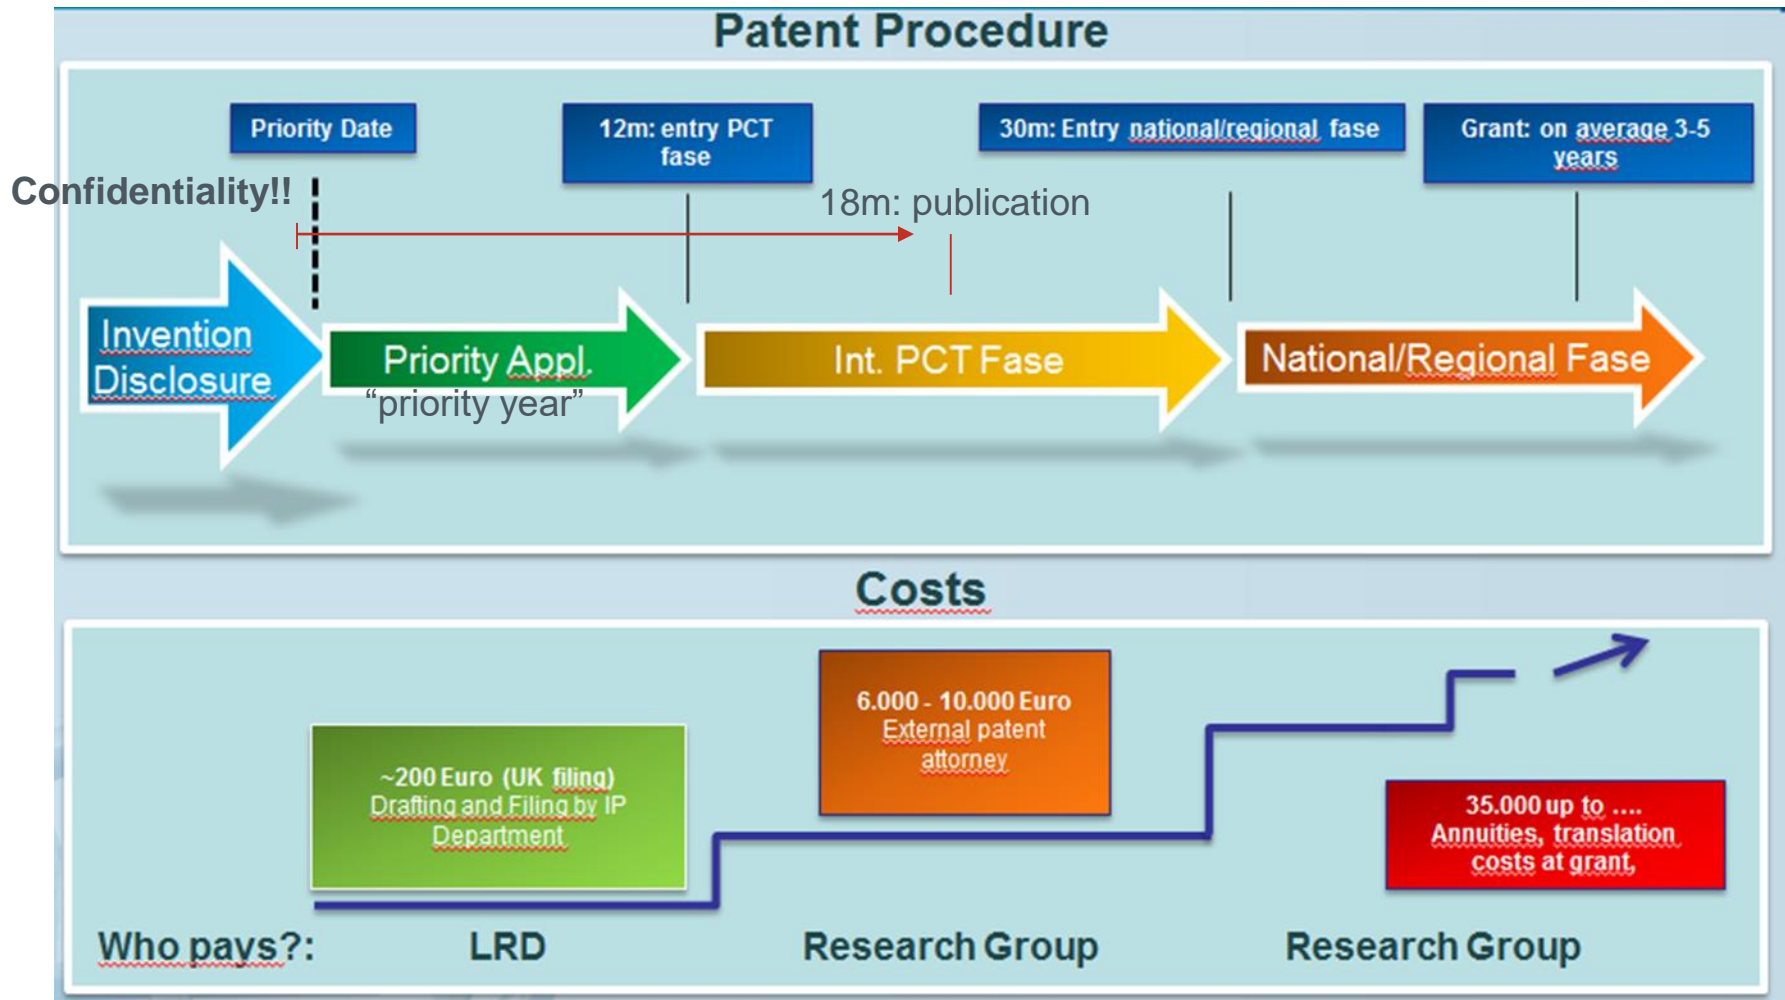 Patent Procedure
Priority Date
12m: entry PCT
fase
30m: Entry national/regional fase
Grant: on average 3-5
years
Confidentiality!!
18m: publication
Invention
Disclosure
Priority Appl.
“priority year”
Int. PCT Fase
National/Regional Fase
Costs
~200 Euro (UK filing)
Drafting and Filing by IP
Department
6.000 - 10.000 Euro
External patent
attorney
35.000 up to ....
Annuities, translation
costs at grant,
Who pays?:
LRD
Research Group
Research Group